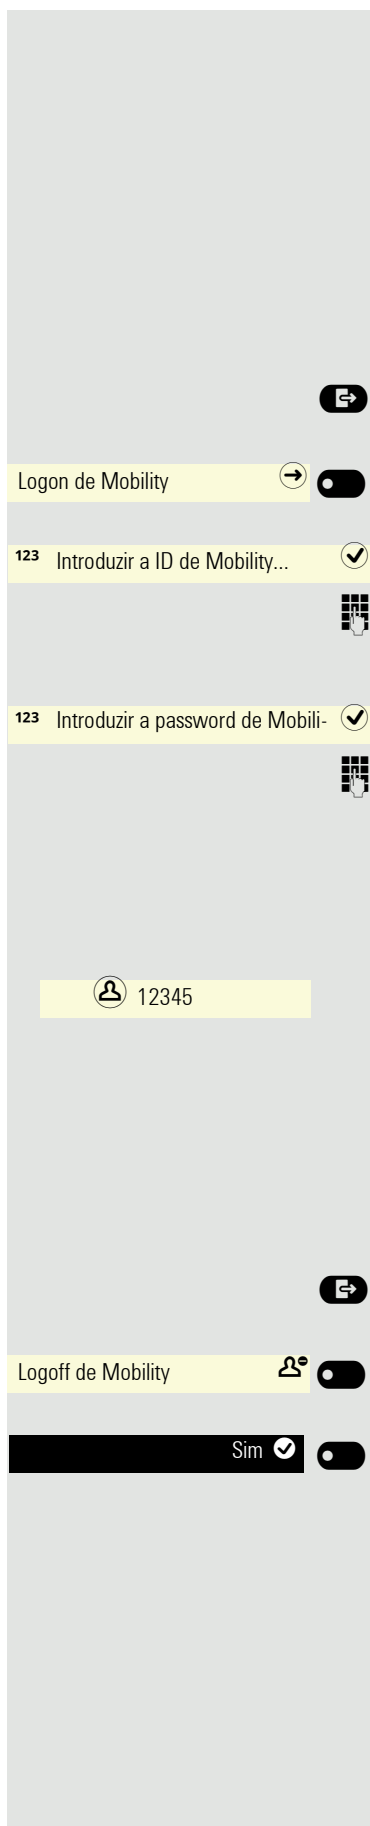 Logon de Mobility
123 Introduzir a ID de Mobility...
123 Introduzir a password de Mobili-
12345
Logoff de Mobility
Sim